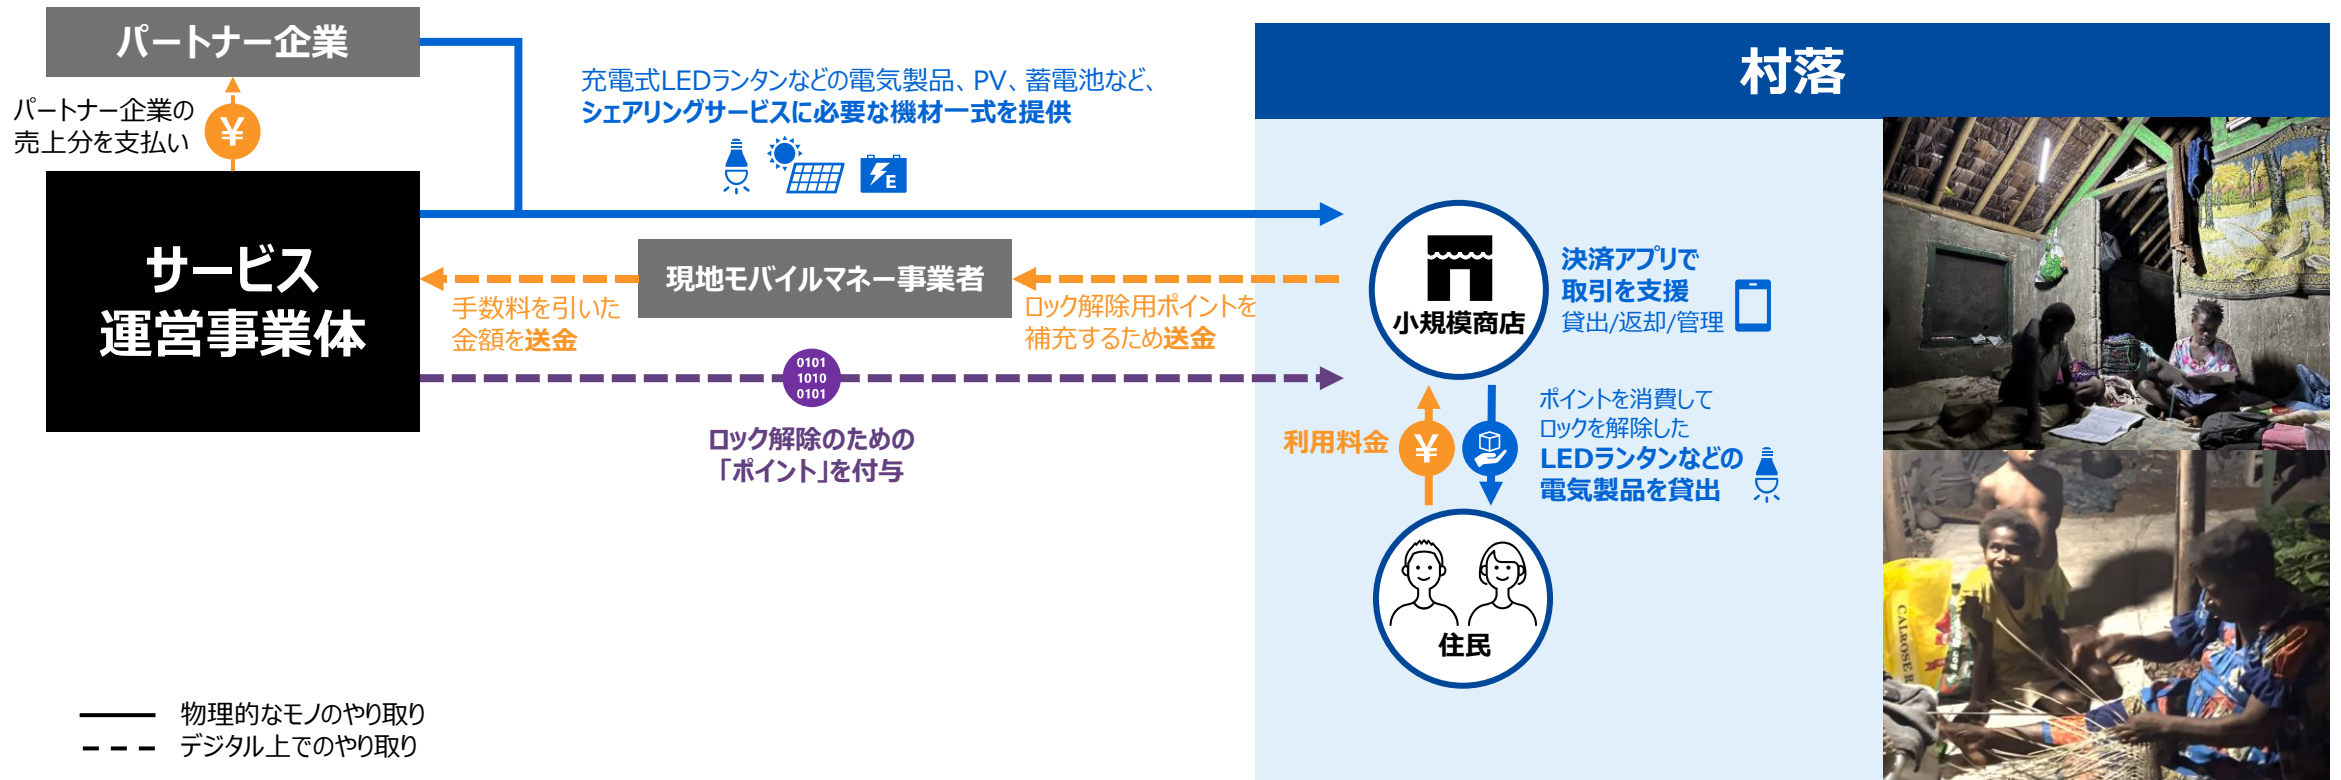 パートナー企業
パートナー企業の
売上分を支払い
¥
サービス
運営事業体
充電式LEDランタンなどの電気製品、PV、蓄電池など、
シェアリングサービスに必要な機材一式を提供
E
現地モバイルマネー事業者
手数料を引いた
金額を送金
ロック解除用ポイントを
補充するため送金
0101
1010
0101
ロック解除のための
「ポイント」を付与
村落
小規模商店
決済アプリで
取引を支援
貸出/返却/管理
利用料金
¥
ポイントを消費して
ロックを解除した
LEDランタンなどの
電気製品を貸出
住民
CALROSE
物理的なモノのやり取り
デジタル上でのやり取り